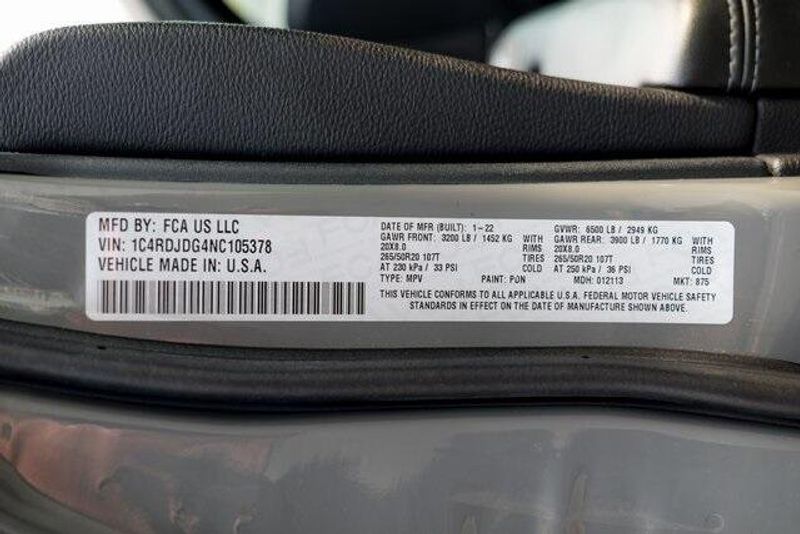 MFD BY: FCA US LLC
VIN: 1C4RDJDG4NC105378
VEHICLE MADE IN: U.S.A.
DATE OF MFR (BUILT): 1-22 GVWR: 6500 LB / 2949 KG
GAWR FRONT: 3200 LB / 1452 KG WITH GAWR REAR: 3900 LB / 1770 KG WITH
20X8.0 RIMS 20X8.0 RIMS
265/50R20 107T TIRES 265/50R20 107T TIRES
AT 230 kPa / 33 PSI COLD AT 250 kPa / 36 PSI COLD
TYPE: MPV PAINT: PDN MDH: 012113 MKT: 875
THIS VEHICLE CONFORMS TO ALL APPLICABLE U.S.A. FEDERAL MOTOR VEHICLE SAFETY
STANDARDS IN EFFECT ON THE DATE OF MANUFACTURE SHOWN ABOVE.